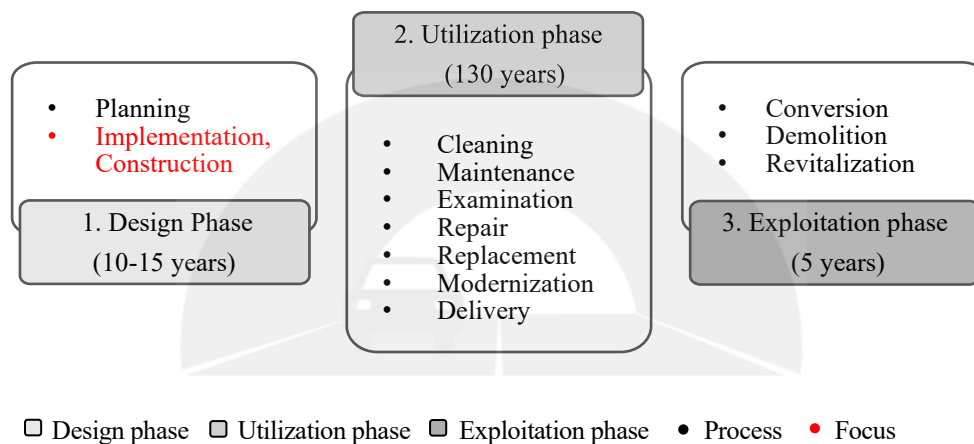 2. Utilization phase
(130 years)
• Planning
• Implementation,
Construction
1. Design Phase
(10-15 years)
• Cleaning
• Maintenance
• Examination
• Repair
• Replacement
• Modernization
• Delivery
• Conversion
• Demolition
• Revitalization
3. Exploitation phase
(5 years)
Design phase Utilization phase Exploitation phase • Process • Focus